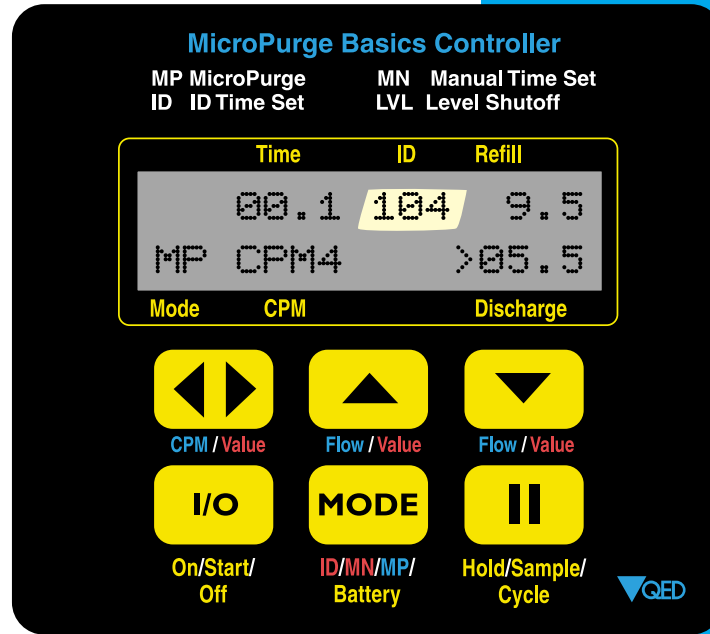 MicroPurge Basics Controller
MP MicroPurge MN Manual Time Set
ID ID Time Set LVL Level Shutoff
Time ID Refill
00.1 104 9.5
MP CPM4 >05.5
Mode CPM Discharge
CPM / Value Flow / Value Flow / Value
I/O MODE
On/Start/ ID/MN/MP/ Hold/Sample/
Off Battery Cycle
QED